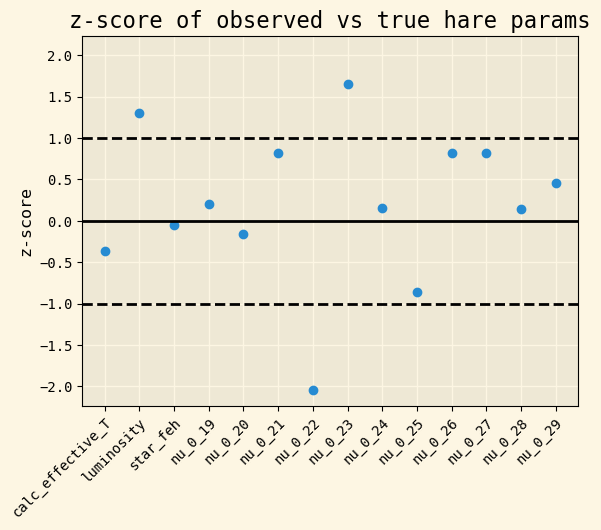 z-score of observed vs true hare params
z-score
2.0
1.5
1.0
0.5
0.0
−0.5
−1.0
−1.5
−2.0
calc_effective_T
luminosity
star_feh
nu_0_19
nu_0_20
nu_0_21
nu_0_22
nu_0_23
nu_0_24
nu_0_25
nu_0_26
nu_0_27
nu_0_28
nu_0_29